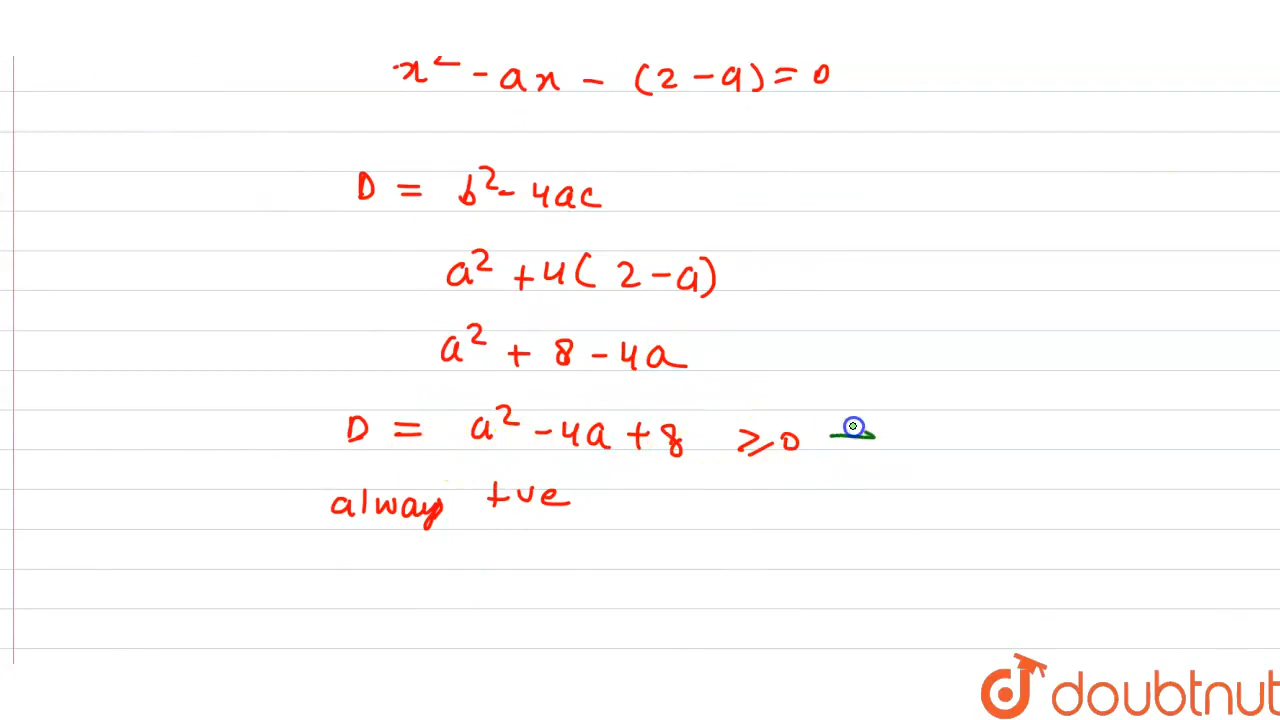 x² - ax - (2 - a) = 0
D = b² - 4ac
a² + 4(2 - a)
a² + 8 - 4a
D = a² - 4a + 8 ⩾ 0
alway +ve
doubtnut